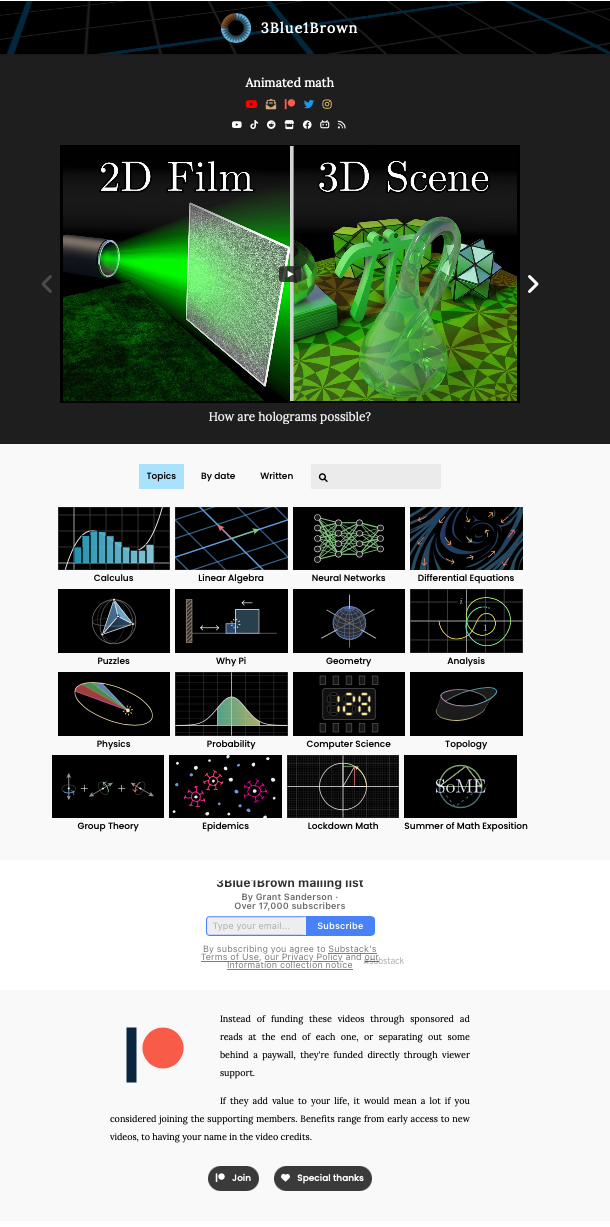 3Blue1Brown
Animated math
2D Film
3D Scene
How are holograms possible?
Topics By date Written
Calculus Linear Algebra Neural Networks Differential Equations
Puzzles Why Pi Geometry Analysis
i
1
Physics Probability Computer Science Topology
128
Group Theory Epidemics Lockdown Math Summer of Math Exposition
SoME
3Blue1Brown mailing list
By Grant Sanderson ·
Over 17,000 subscribers
Type your email... Subscribe
By subscribing you agree to Substack's
Terms of Use, our Privacy Policy and our
Information collection notice
substack
Instead of funding these videos through sponsored ad
reads at the end of each one, or separating out some
behind a paywall, they're funded directly through viewer
support.
If they add value to your life, it would mean a lot if you
considered joining the supporting members. Benefits range from early access to new
videos, to having your name in the video credits.
Join Special thanks